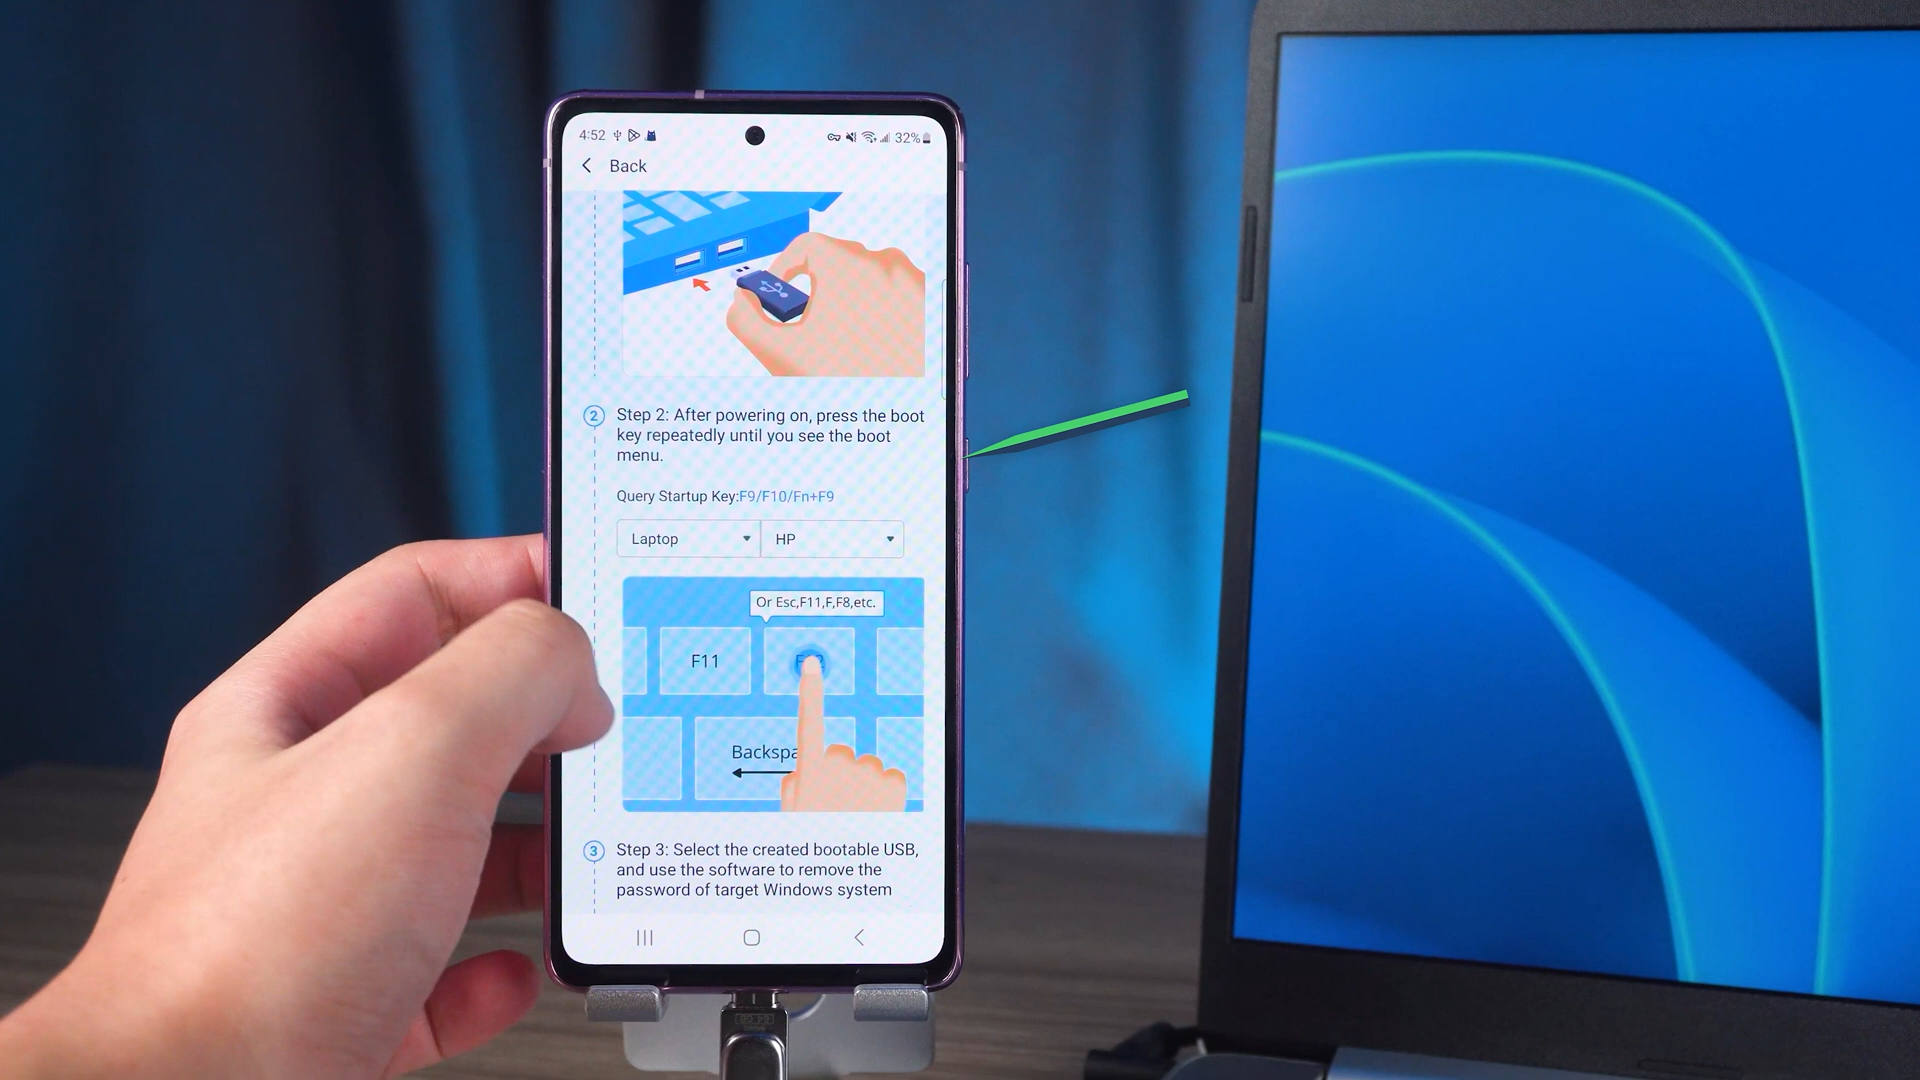 4:52
32%
Back
2
Step 2: After powering on, press the boot
key repeatedly until you see the boot
menu.
Query Startup Key:F9/F10/Fn+F9
Laptop
HP
Or Esc,F11,F,F8,etc.
F11
3
Step 3: Select the created bootable USB,
and use the software to remove the
password of target Windows system